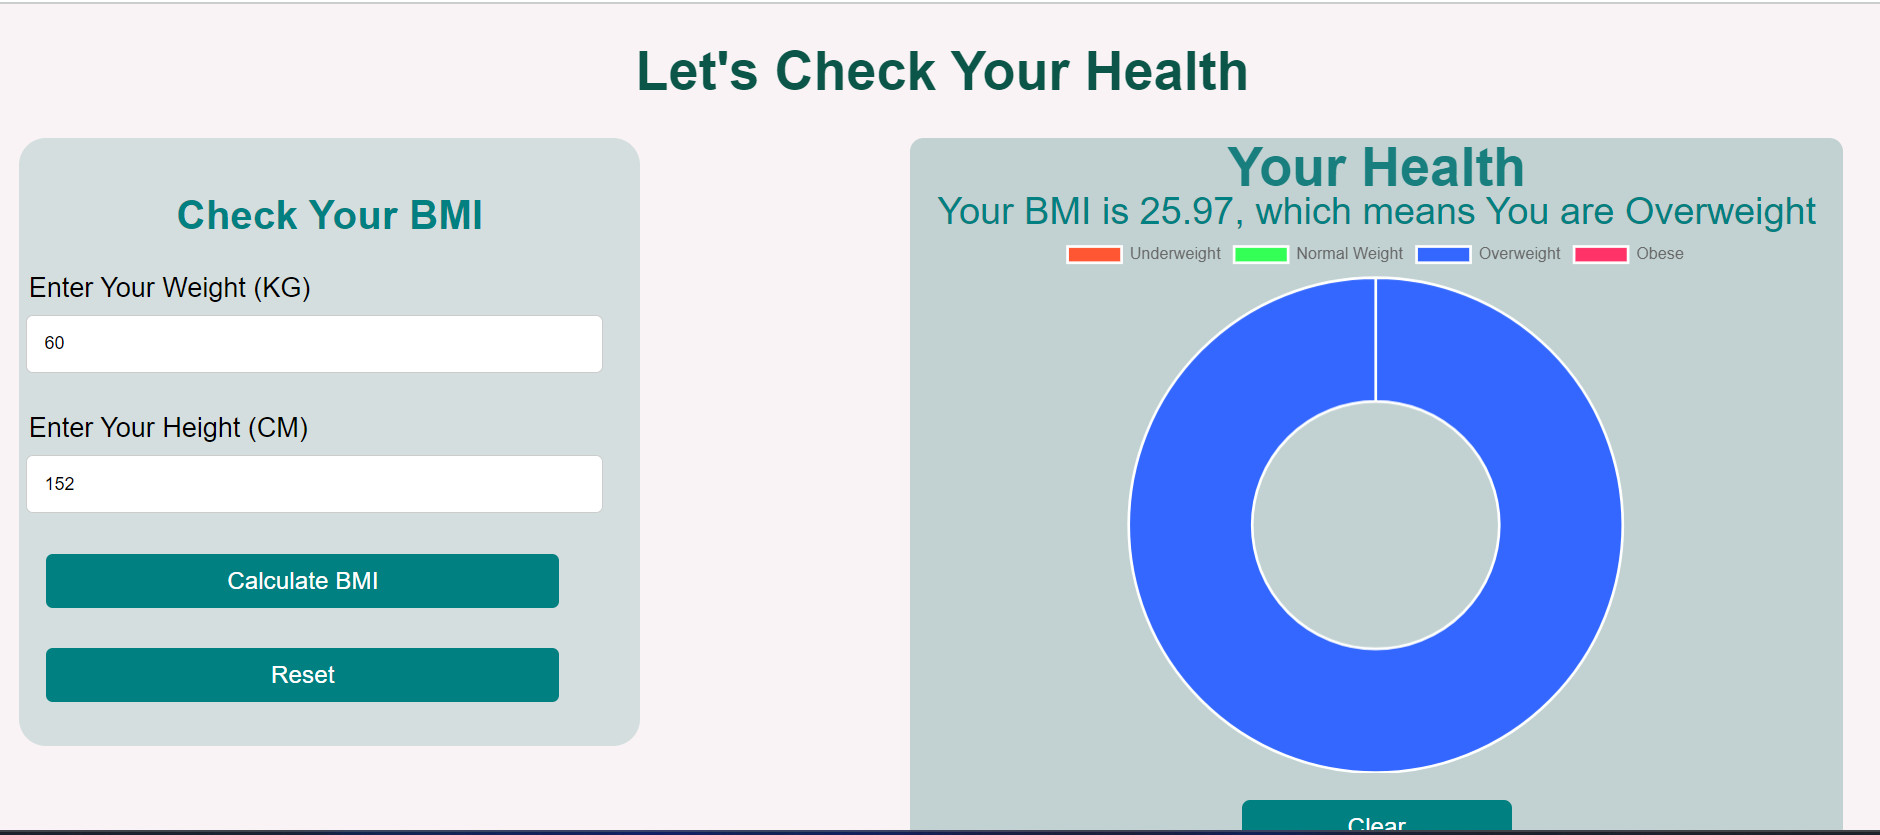 Let's Check Your Health
Check Your BMI
Enter Your Weight (KG)
60
Enter Your Height (CM)
152
Calculate BMI
Reset
Your Health
Your BMI is 25.97, which means You are Overweight
Underweight Normal Weight Overweight Obese
Clear